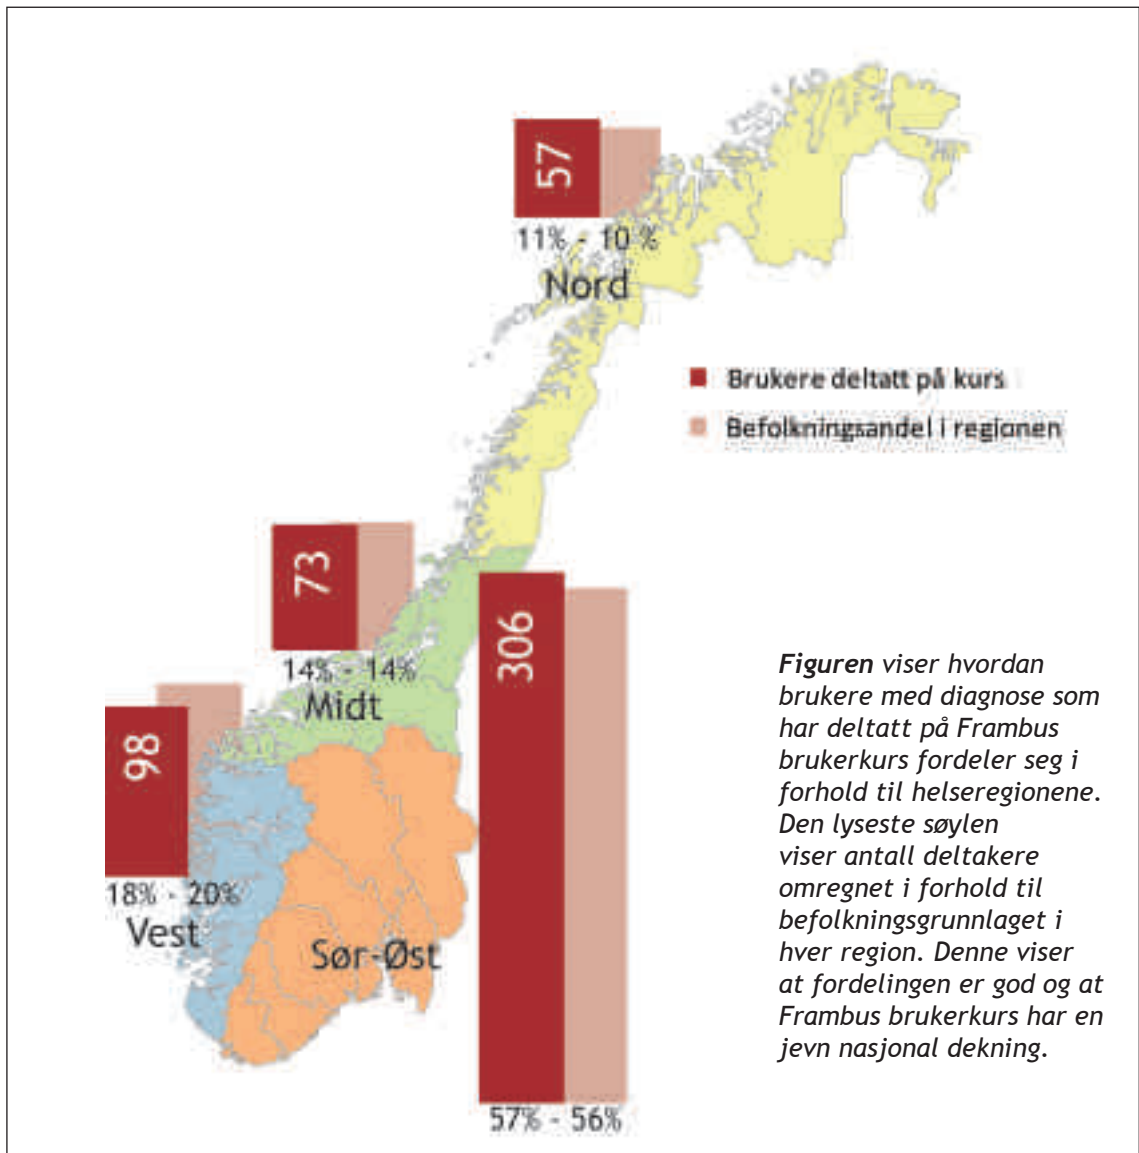 57
11% - 10 %
Nord
Brukere deltatt på kurs
Befolkningsandel i regionen
73
14% - 14%
Midt
306
98
18% - 20%
Vest
Sør-Øst
57% - 56%
Figuren viser hvordan
brukere med diagnose som
har deltatt på Frambus
brukerkurs fordeler seg i
forhold til helseregionene.
Den lyseste søylen
viser antall deltakere
omregnet i forhold til
befolkningsgrunnlaget i
hver region. Denne viser
at fordelingen er god og at
Frambus brukerkurs har en
jevn nasjonal dekning.